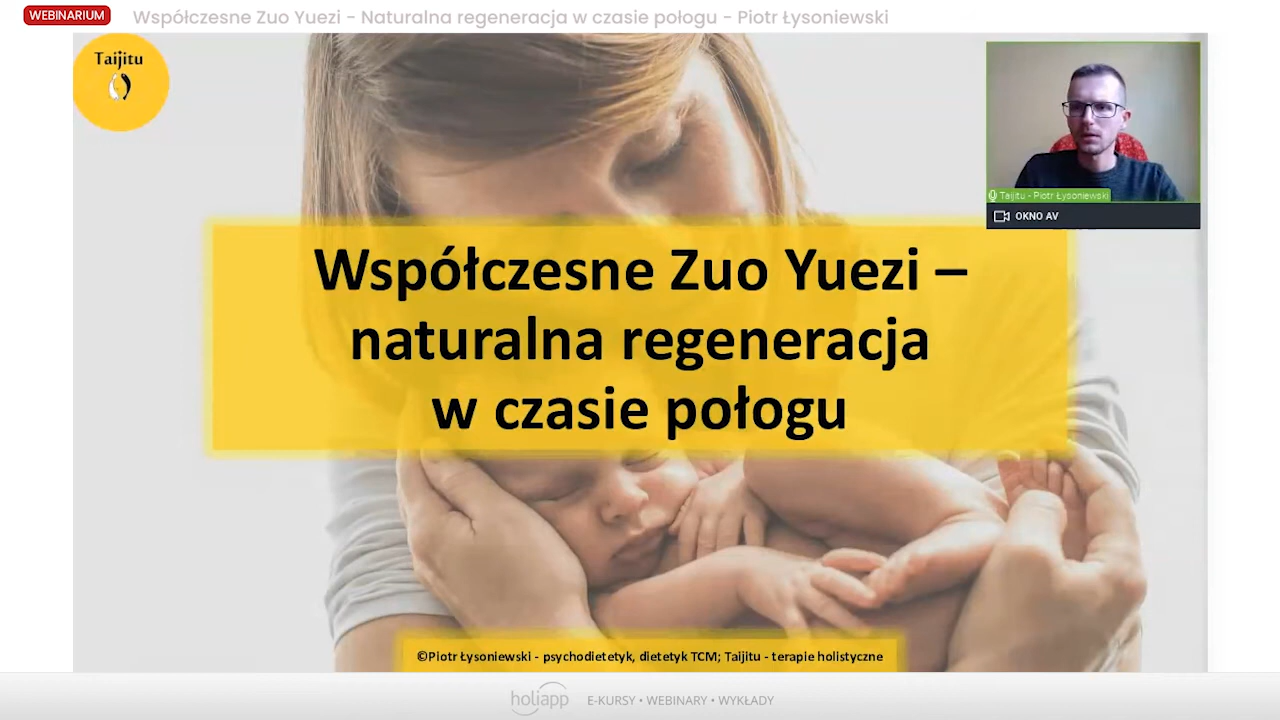 WEBINARIUM
Współczesne Zuo Yuezi - Naturalna regeneracja w czasie połogu - Piotr Łysoniewski
Taijitu
Taijitu - Piotr Łysoniewski
OKNO AV
Współczesne Zuo Yuezi –
naturalna regeneracja
w czasie połogu
©Piotr Łysoniewski - psychodietetyk, dietetyk TCM; Taijitu - terapie holistyczne
holiapp
E-KURSY • WEBINARY • WYKŁADY